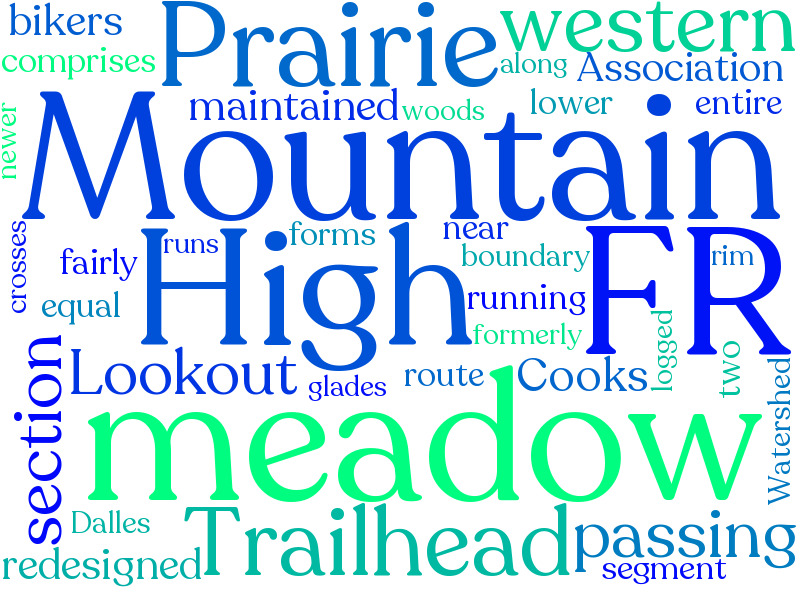 bikers
Prairie
western
comprises
along
Association
newer
maintained
woods
lower
entire
Mountain
crosses
fairly
runs
forms
near
boundary
FR
rim
equal
High
running
formerly
logged
two
section
Lookout
glades
route
Cooks
Watershed
meadow
Dalles
Trailhead
passing
redesigned
segment